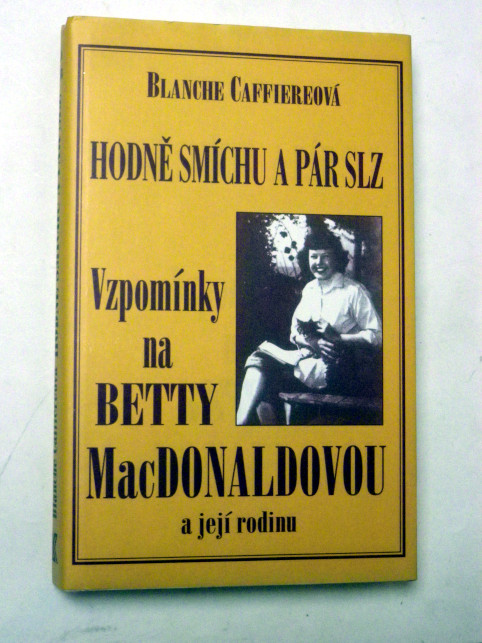 BLANCHE CAFFIEREOVÁ
HODNĚ SMÍCHU A PÁR SLZ
Vzpomínky
na
BETTY
MacDONALDOVOU
a její rodinu